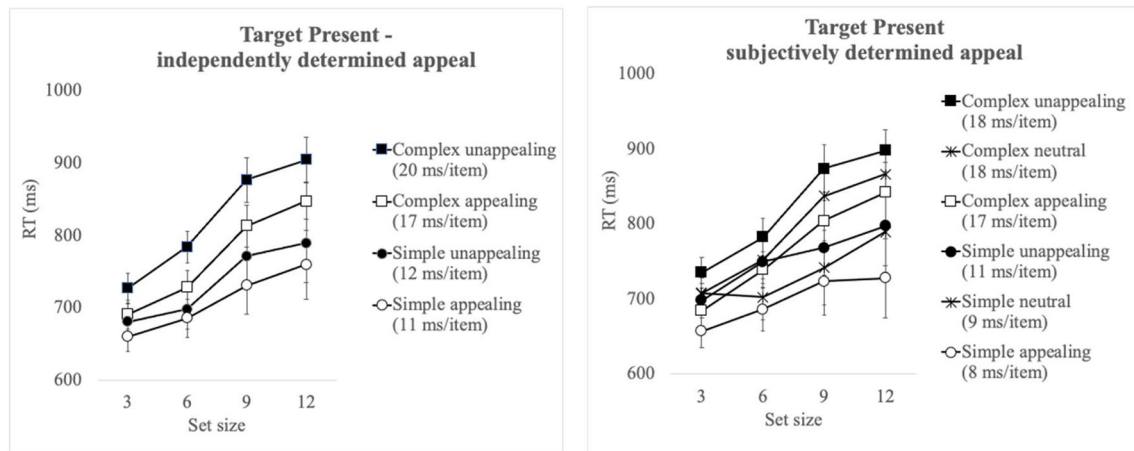 Target Present -
independently determined appeal
1000
900
800
700
600
RT (ms)
3 6 9 12
Set size
Complex unappealing
(20 ms/item)
Complex appealing
(17 ms/item)
Simple unappealing
(12 ms/item)
Simple appealing
(11 ms/item)
Target Present
subjectively determined appeal
1000
900
800
700
600
RT (ms)
3 6 9 12
Set size
Complex unappealing
(18 ms/item)
Complex neutral
(18 ms/item)
Complex appealing
(17 ms/item)
Simple unappealing
(11 ms/item)
Simple neutral
(9 ms/item)
Simple appealing
(8 ms/item)